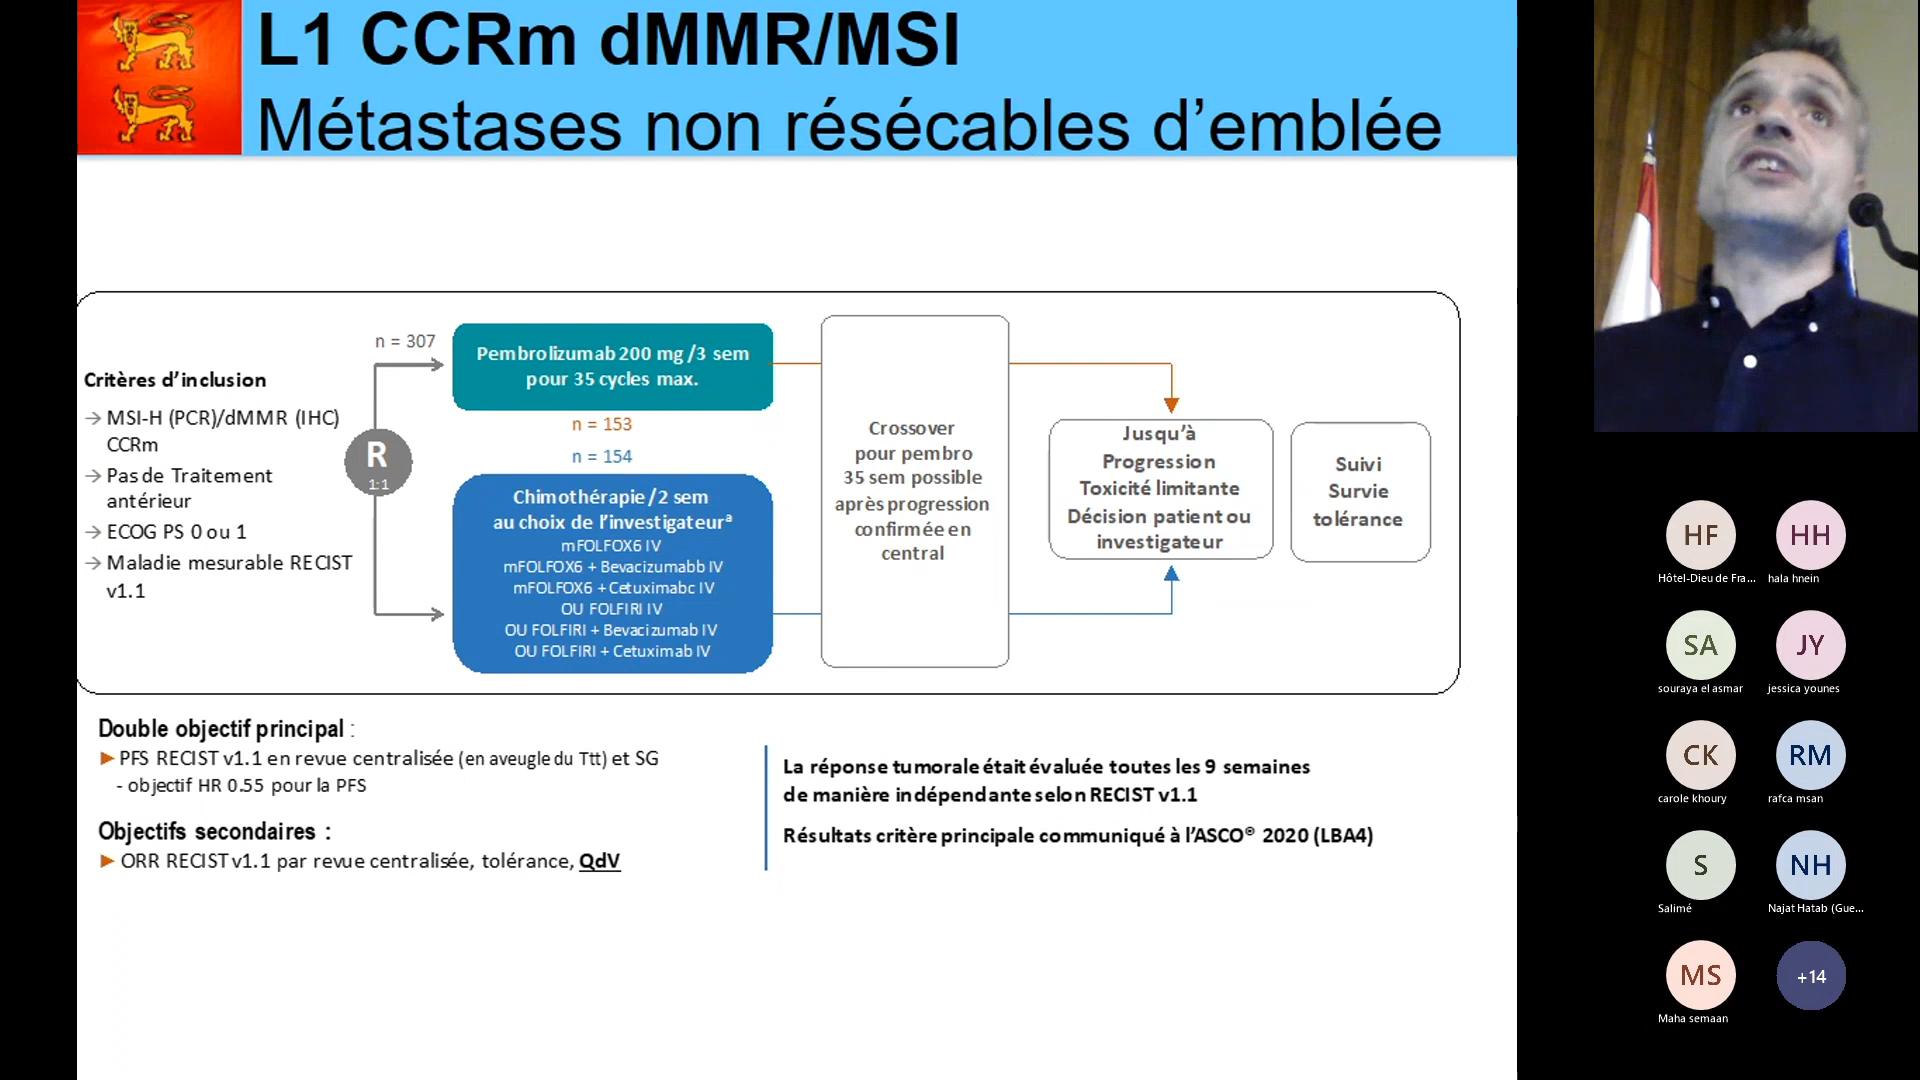 L1 CCRm dMMR/MSI
Métastases non résécables d’emblée
Critères d’inclusion
→ MSI-H (PCR)/dMMR (IHC)
CCRm
→ Pas de Traitement
antérieur
→ ECOG PS 0 ou 1
→ Maladie mesurable RECIST
v1.1
n = 307
R
1:1
Pembrolizumab 200 mg /3 sem
pour 35 cycles max.
n = 153
n = 154
Chimothérapie /2 sem
au choix de l’investigateurᵃ
mFOLFOX6 IV
mFOLFOX6 + Bevacizumabb IV
mFOLFOX6 + Cetuximabc IV
OU FOLFIRI IV
OU FOLFIRI + Bevacizumab IV
OU FOLFIRI + Cetuximab IV
Crossover
pour pembro
35 sem possible
après progression
confirmée en
central
Jusqu’à
Progression
Toxicité limitante
Décision patient ou
investigateur
Suivi
Survie
tolérance
Double objectif principal :
► PFS RECIST v1.1 en revue centralisée (en aveugle du Ttt) et SG
- objectif HR 0.55 pour la PFS
Objectifs secondaires :
► ORR RECIST v1.1 par revue centralisée, tolérance, QdV
La réponse tumorale était évaluée toutes les 9 semaines
de manière indépendante selon RECIST v1.1
Résultats critère principale communiqué à l’ASCO® 2020 (LBA4)
HF
Hôtel-Dieu de Fra...
HH
hala hnein
SA
souraya el asmar
JY
jessica younes
CK
carole khoury
RM
rafca msan
S
Salimé
NH
Najat Hatab (Gue...
MS
Maha semaan
+14